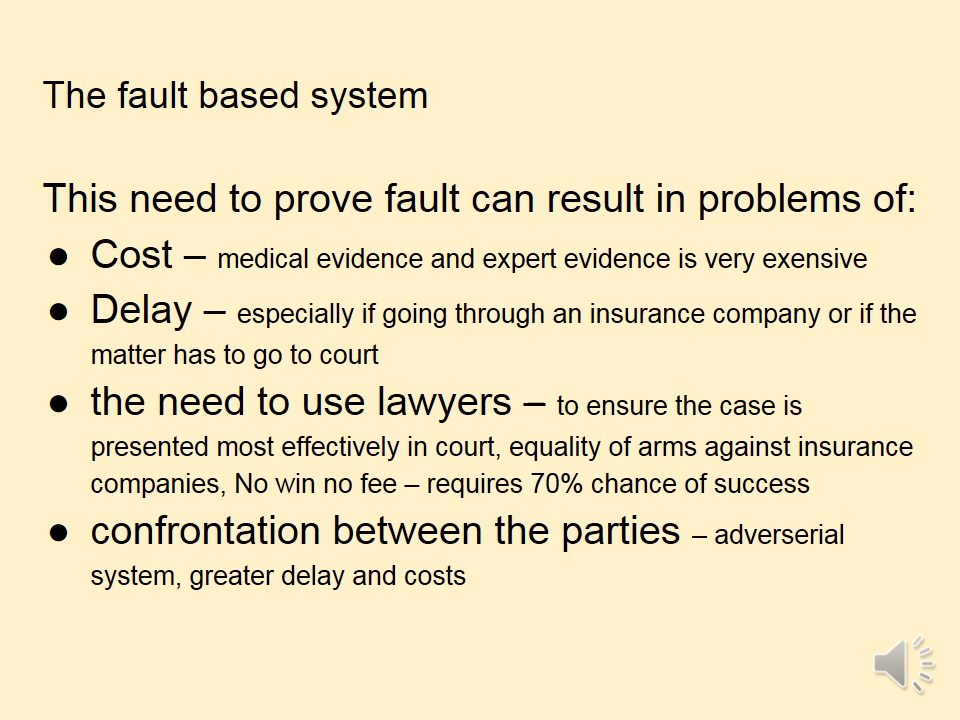 The fault based system
This need to prove fault can result in problems of:
● Cost – medical evidence and expert evidence is very exensive
● Delay – especially if going through an insurance company or if the
matter has to go to court
● the need to use lawyers – to ensure the case is
presented most effectively in court, equality of arms against insurance
companies, No win no fee – requires 70% chance of success
● confrontation between the parties – adverserial
system, greater delay and costs